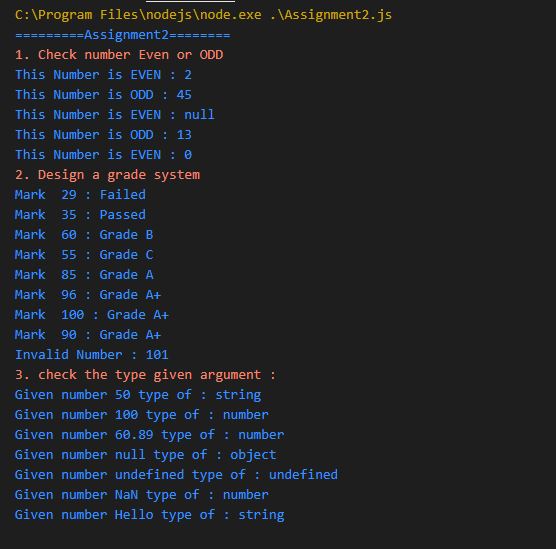 C:\Program Files\nodejs\node.exe .\Assignment2.js
=========Assignment2========
1. Check number Even or ODD
This Number is EVEN : 2
This Number is ODD : 45
This Number is EVEN : null
This Number is ODD : 13
This Number is EVEN : 0
2. Design a grade system
Mark  29 : Failed
Mark  35 : Passed
Mark  60 : Grade B
Mark  55 : Grade C
Mark  85 : Grade A
Mark  96 : Grade A+
Mark  100 : Grade A+
Mark  90 : Grade A+
Invalid Number : 101
3. check the type given argument :
Given number 50 type of : string
Given number 100 type of : number
Given number 60.89 type of : number
Given number null type of : object
Given number undefined type of : undefined
Given number NaN type of : number
Given number Hello type of : string